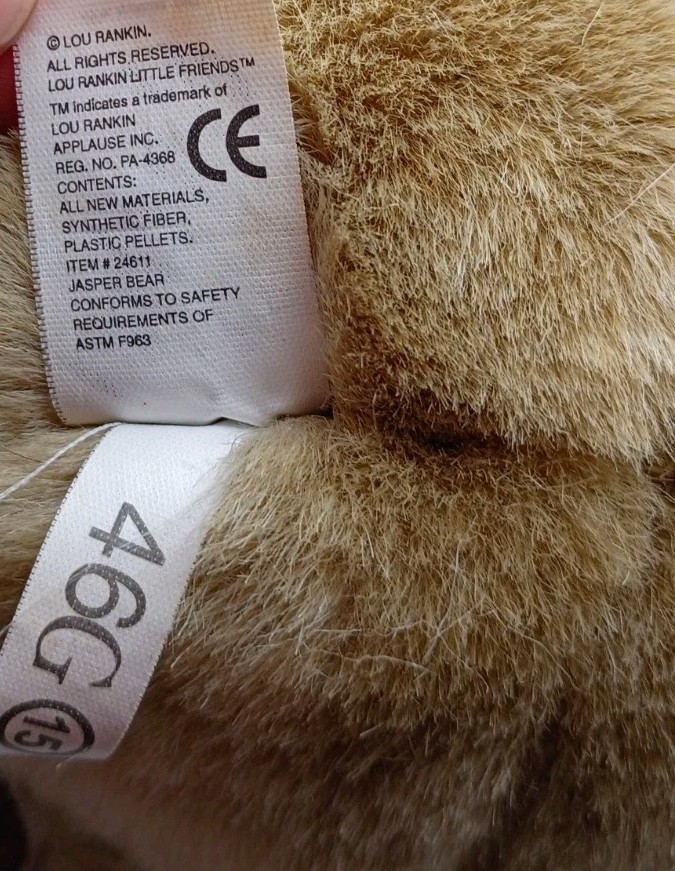 © LOU RANKIN.
ALL RIGHTS RESERVED.
LOU RANKIN LITTLE FRIENDS™
TM indicates a trademark of
LOU RANKIN
APPLAUSE INC.
REG. NO. PA-4368
CE
CONTENTS:
ALL NEW MATERIALS,
SYNTHETIC FIBER,
PLASTIC PELLETS.
ITEM # 24611
JASPER BEAR
CONFORMS TO SAFETY
REQUIREMENTS OF
ASTM F963
46G 15